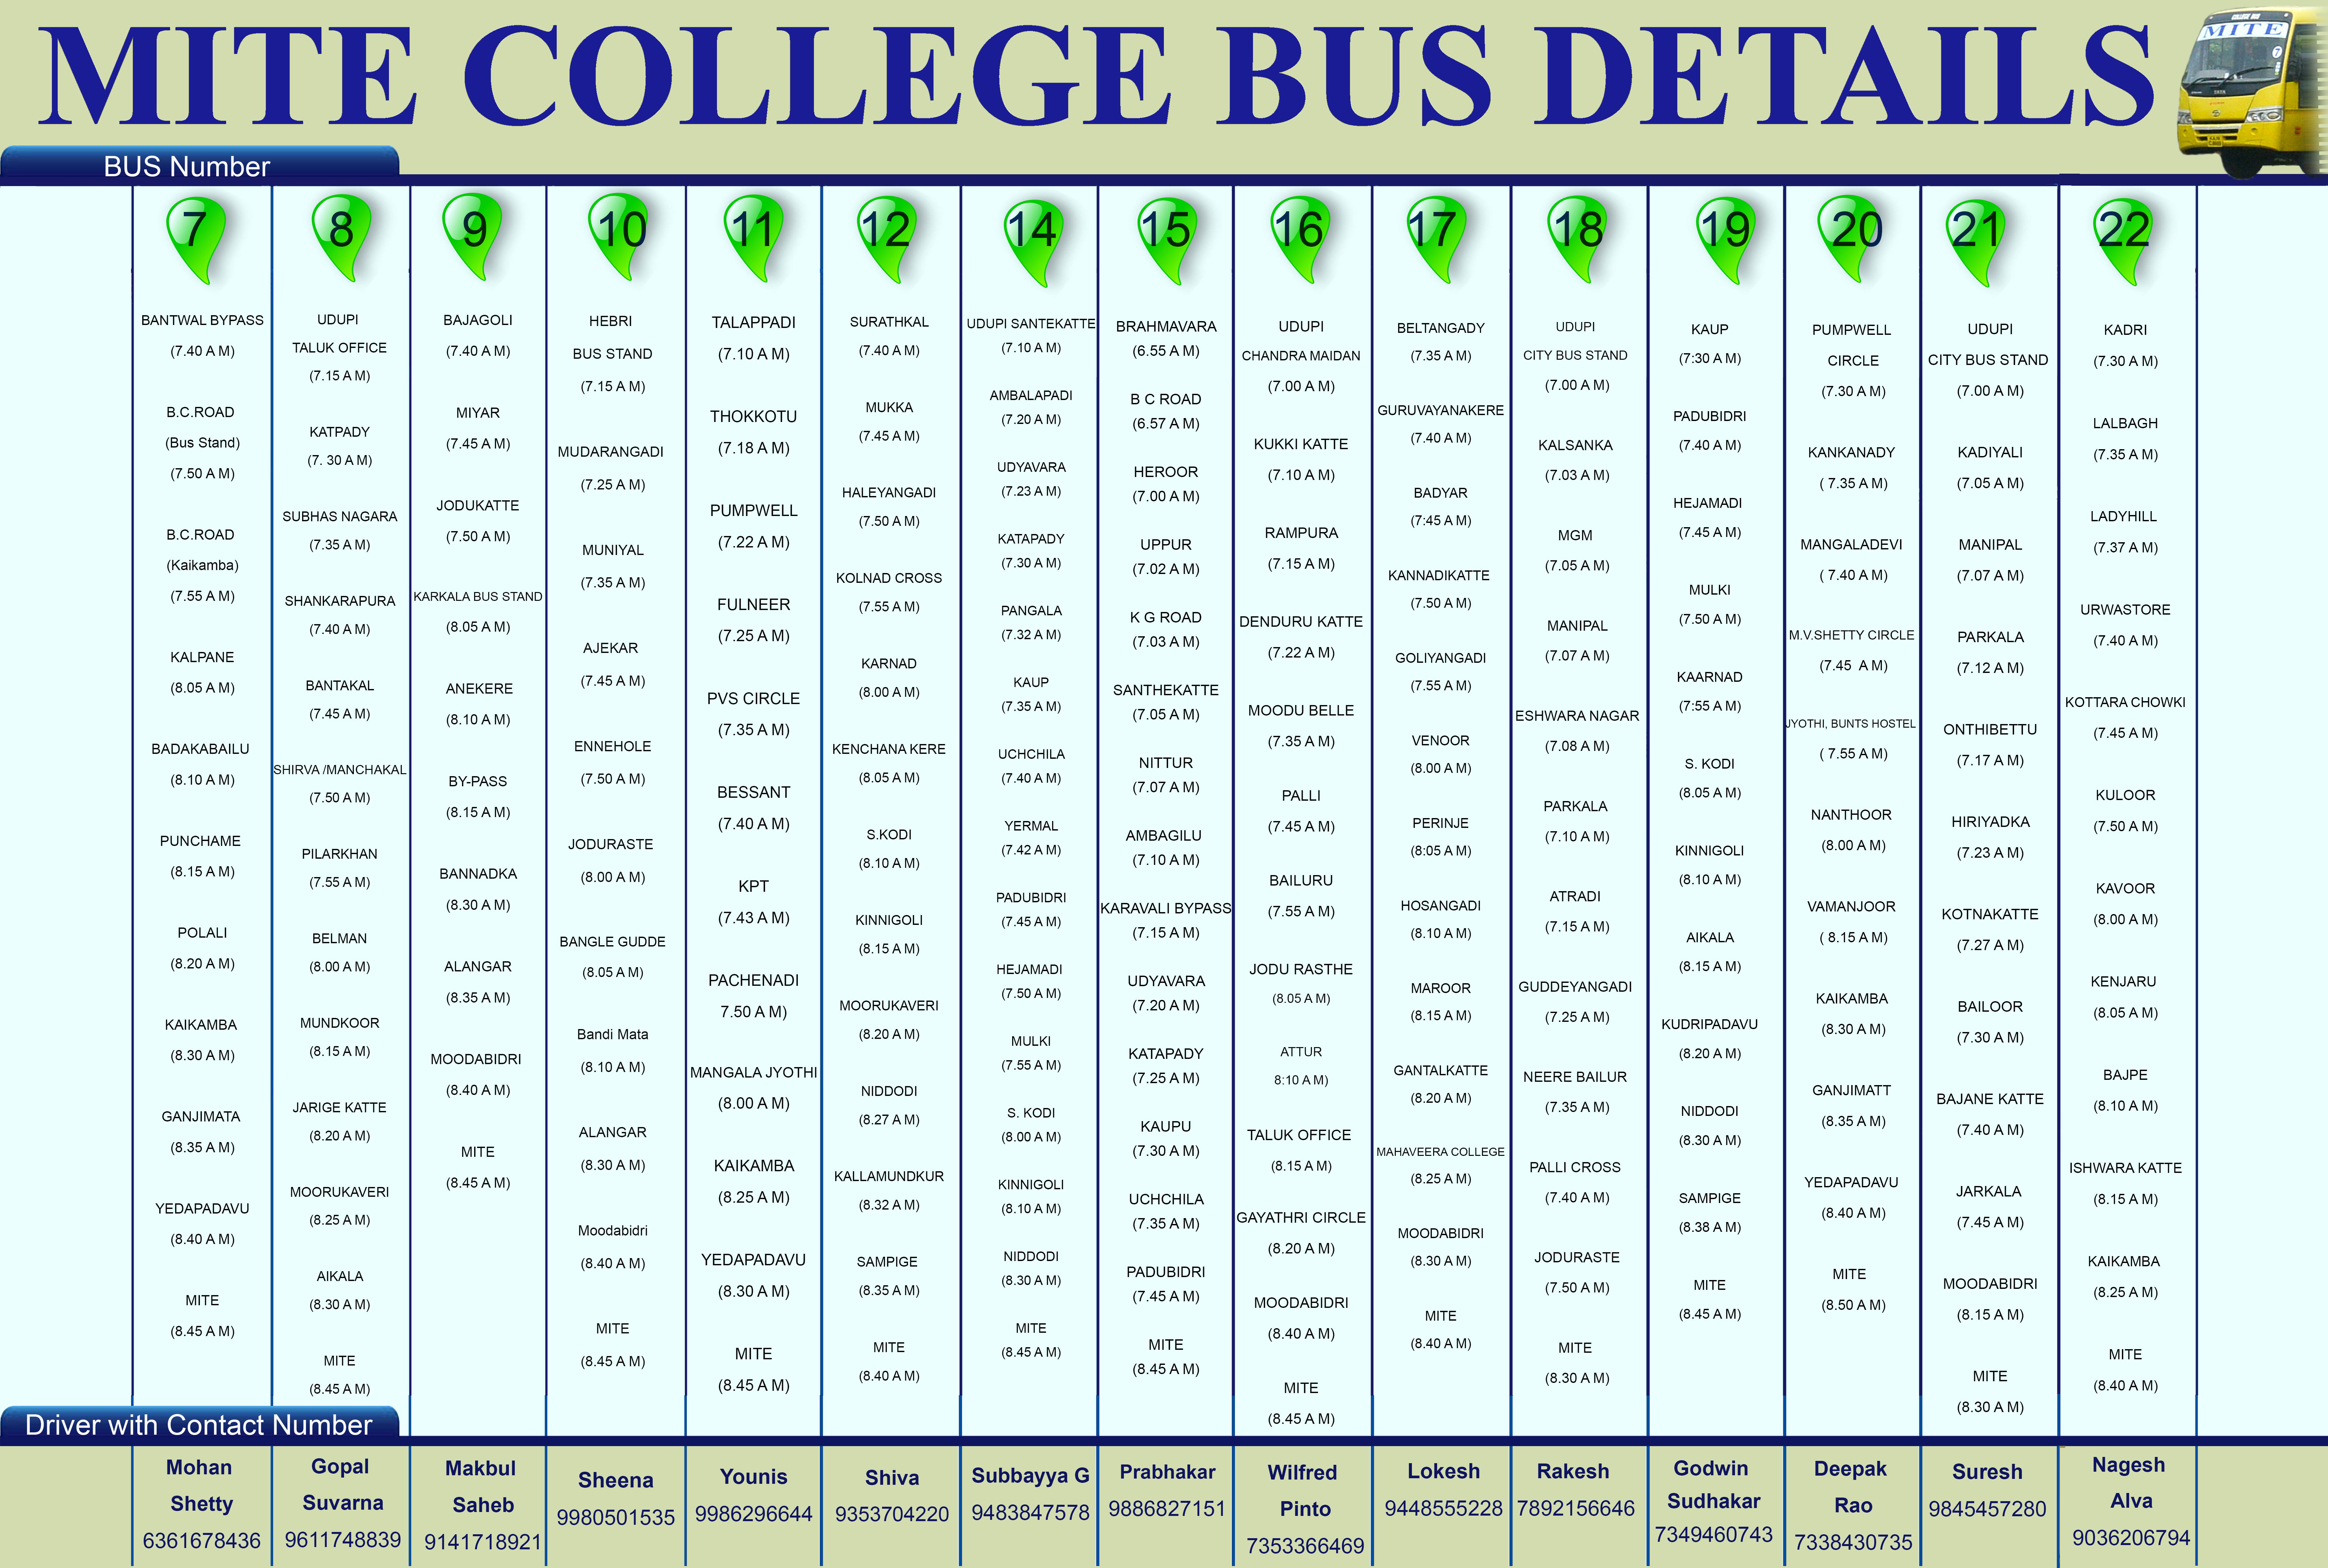 MITE COLLEGE BUS DETAILS
MITE
7
BUS Number
7
BANTWAL BYPASS
(7.40 A M)
B.C.ROAD
(Bus Stand)
(7.50 A M)
B.C.ROAD
(Kaikamba)
(7.55 A M)
KALPANE
(8.05 A M)
BADAKABAILU
(8.10 A M)
PUNCHAME
(8.15 A M)
POLALI
(8.20 A M)
KAIKAMBA
(8.30 A M)
GANJIMATA
(8.35 A M)
YEDAPADAVU
(8.40 A M)
MITE
(8.45 A M)
8
UDUPI
TALUK OFFICE
(7.15 A M)
KATPADY
(7. 30 A M)
SUBHAS NAGARA
(7.35 A M)
SHANKARAPURA
(7.40 A M)
BANTAKAL
(7.45 A M)
SHIRVA /MANCHAKAL
(7.50 A M)
PILARKHAN
(7.55 A M)
BELMAN
(8.00 A M)
MUNDKOOR
(8.15 A M)
JARIGE KATTE
(8.20 A M)
MOORUKAVERI
(8.25 A M)
AIKALA
(8.30 A M)
MITE
(8.45 A M)
9
BAJAGOLI
(7.40 A M)
MIYAR
(7.45 A M)
JODUKATTE
(7.50 A M)
KARKALA BUS STAND
(8.05 A M)
ANEKERE
(8.10 A M)
BY-PASS
(8.15 A M)
BANNADKA
(8.30 A M)
ALANGAR
(8.35 A M)
MOODABIDRI
(8.40 A M)
MITE
(8.45 A M)
10
HEBRI
BUS STAND
(7.15 A M)
MUDARANGADI
(7.25 A M)
MUNIYAL
(7.35 A M)
AJEKAR
(7.45 A M)
ENNEHOLE
(7.50 A M)
JODURASTE
(8.00 A M)
BANGLE GUDDE
(8.05 A M)
Bandi Mata
(8.10 A M)
ALANGAR
(8.30 A M)
Moodabidri
(8.40 A M)
MITE
(8.45 A M)
11
TALAPPADI
(7.10 A M)
THOKKOTU
(7.18 A M)
PUMPWELL
(7.22 A M)
FULNEER
(7.25 A M)
PVS CIRCLE
(7.35 A M)
BESSANT
(7.40 A M)
KPT
(7.43 A M)
PACHENADI
7.50 A M)
MANGALA JYOTHI
(8.00 A M)
KAIKAMBA
(8.25 A M)
YEDAPADAVU
(8.30 A M)
MITE
(8.45 A M)
12
SURATHKAL
(7.40 A M)
MUKKA
(7.45 A M)
HALEYANGADI
(7.50 A M)
KOLNAD CROSS
(7.55 A M)
KARNAD
(8.00 A M)
KENCHANA KERE
(8.05 A M)
S.KODI
(8.10 A M)
KINNIGOLI
(8.15 A M)
MOORUKAVERI
(8.20 A M)
NIDDODI
(8.27 A M)
KALLAMUNDKUR
(8.32 A M)
SAMPIGE
(8.35 A M)
MITE
(8.40 A M)
14
UDUPI SANTEKATTE
(7.10 A M)
AMBALAPADI
(7.20 A M)
UDYAVARA
(7.23 A M)
KATAPADY
(7.30 A M)
PANGALA
(7.32 A M)
KAUP
(7.35 A M)
UCHCHILA
(7.40 A M)
YERMAL
(7.42 A M)
PADUBIDRI
(7.45 A M)
HEJAMADI
(7.50 A M)
MULKI
(7.55 A M)
S. KODI
(8.00 A M)
KINNIGOLI
(8.10 A M)
NIDDODI
(8.30 A M)
MITE
(8.45 A M)
15
BRAHMAVARA
(6.55 A M)
B C ROAD
(6.57 A M)
HEROOR
(7.00 A M)
UPPUR
(7.02 A M)
K G ROAD
(7.03 A M)
SANTHEKATTE
(7.05 A M)
NITTUR
(7.07 A M)
AMBAGILU
(7.10 A M)
KARAVALI BYPASS
(7.15 A M)
UDYAVARA
(7.20 A M)
KATAPADY
(7.25 A M)
KAUPU
(7.30 A M)
UCHCHILA
(7.35 A M)
PADUBIDRI
(7.45 A M)
MITE
(8.45 A M)
16
UDUPI
CHANDRA MAIDAN
(7.00 A M)
KUKKI KATTE
(7.10 A M)
RAMPURA
(7.15 A M)
DENDURU KATTE
(7.22 A M)
MOODU BELLE
(7.35 A M)
PALLI
(7.45 A M)
BAILURU
(7.55 A M)
JODU RASTHE
(8.05 A M)
ATTUR
8:10 A M)
TALUK OFFICE
(8.15 A M)
GAYATHRI CIRCLE
(8.20 A M)
MOODABIDRI
(8.40 A M)
MITE
(8.45 A M)
17
BELTANGADY
(7.35 A M)
GURUVAYANAKERE
(7.40 A M)
BADYAR
(7:45 A M)
KANNADIKATTE
(7.50 A M)
GOLIYANGADI
(7.55 A M)
VENOOR
(8.00 A M)
PERINJE
(8:05 A M)
HOSANGADI
(8.10 A M)
MAROOR
(8.15 A M)
GANTALKATTE
(8.20 A M)
MAHAVEERA COLLEGE
(8.25 A M)
MOODABIDRI
(8.30 A M)
MITE
(8.40 A M)
18
UDUPI
CITY BUS STAND
(7.00 A M)
KALSANKA
(7.03 A M)
MGM
(7.05 A M)
MANIPAL
(7.07 A M)
ESHWARA NAGAR
(7.08 A M)
PARKALA
(7.10 A M)
ATRADI
(7.15 A M)
GUDDEYANGADI
(7.25 A M)
NEERE BAILUR
(7.35 A M)
PALLI CROSS
(7.40 A M)
JODURASTE
(7.50 A M)
MITE
(8.30 A M)
19
KAUP
(7:30 A M)
PADUBIDRI
(7.40 A M)
HEJAMADI
(7.45 A M)
MULKI
(7.50 A M)
KAARNAD
(7:55 A M)
S. KODI
(8.05 A M)
KINNIGOLI
(8.10 A M)
AIKALA
(8.15 A M)
KUDRIPADAVU
(8.20 A M)
NIDDODI
(8.30 A M)
SAMPIGE
(8.38 A M)
MITE
(8.45 A M)
20
PUMPWELL
CIRCLE
(7.30 A M)
KANKANADY
( 7.35 A M)
MANGALADEVI
( 7.40 A M)
M.V.SHETTY CIRCLE
(7.45 A M)
JYOTHI, BUNTS HOSTEL
( 7.55 A M)
NANTHOOR
(8.00 A M)
VAMANJOOR
( 8.15 A M)
KAIKAMBA
(8.30 A M)
GANJIMATT
(8.35 A M)
YEDAPADAVU
(8.40 A M)
MITE
(8.50 A M)
21
UDUPI
CITY BUS STAND
(7.00 A M)
KADIYALI
(7.05 A M)
MANIPAL
(7.07 A M)
PARKALA
(7.12 A M)
ONTHIBETTU
(7.17 A M)
HIRIYADKA
(7.23 A M)
KOTNAKATTE
(7.27 A M)
BAILOOR
(7.30 A M)
BAJANE KATTE
(7.40 A M)
JARKALA
(7.45 A M)
MOODABIDRI
(8.15 A M)
MITE
(8.30 A M)
22
KADRI
(7.30 A M)
LALBAGH
(7.35 A M)
LADYHILL
(7.37 A M)
URWASTORE
(7.40 A M)
KOTTARA CHOWKI
(7.45 A M)
KULOOR
(7.50 A M)
KAVOOR
(8.00 A M)
KENJARU
(8.05 A M)
BAJPE
(8.10 A M)
ISHWARA KATTE
(8.15 A M)
KAIKAMBA
(8.25 A M)
MITE
(8.40 A M)
Driver with Contact Number
Mohan
Shetty
6361678436
Gopal
Suvarna
9611748839
Makbul
Saheb
9141718921
Sheena
9980501535
Younis
9986296644
Shiva
9353704220
Subbayya G
9483847578
Prabhakar
9886827151
Wilfred
Pinto
7353366469
Lokesh
9448555228
Rakesh
7892156646
Godwin
Sudhakar
7349460743
Deepak
Rao
7338430735
Suresh
9845457280
Nagesh
Alva
9036206794